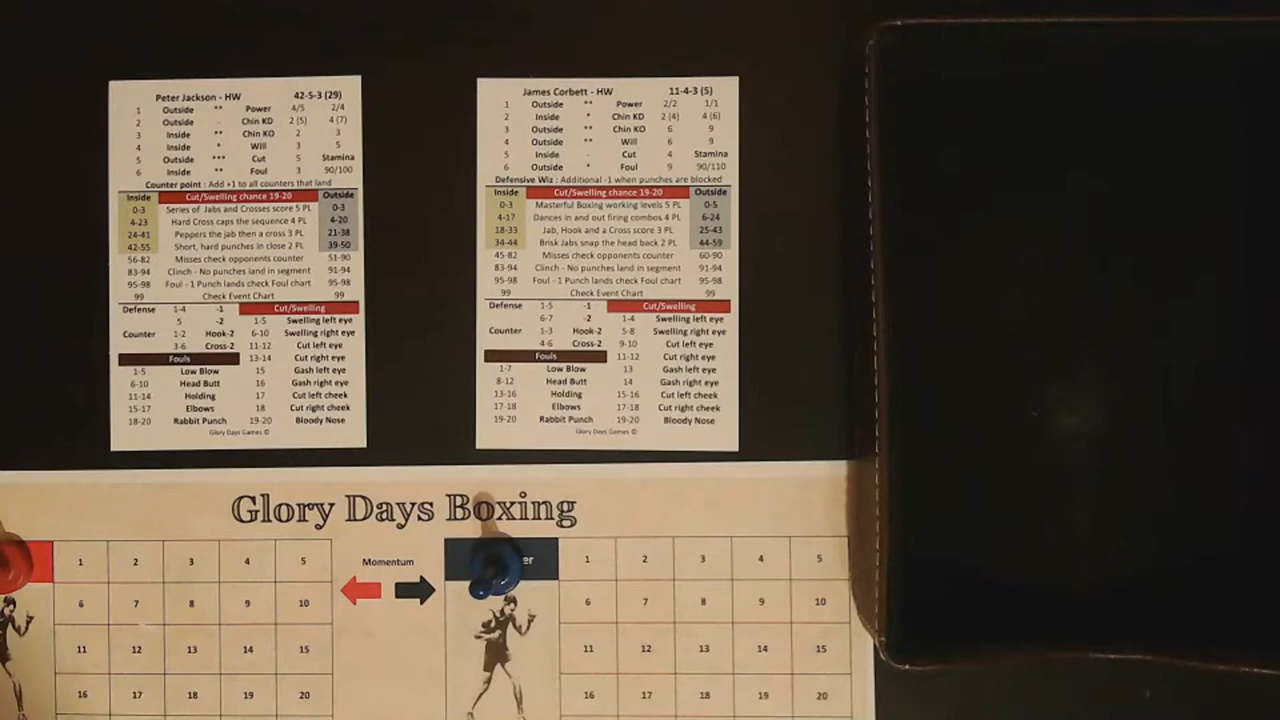 Peter Jackson - HW 42-5-3 (29)
1 Outside ** Power 4/5 2/4
2 Outside - Chin KD 2 (5) 4 (7)
3 Inside ** Chin KO 2 3
4 Inside * Will 3 5
5 Outside *** Cut 5 Stamina
6 Inside ** Foul 3 90/100
Counter point : Add +1 to all counters that land
Inside Cut/Swelling chance 19-20 Outside
0-3 Series of Jabs and Crosses score 5 PL 0-3
4-23 Hard Cross caps the sequence 4 PL 4-20
24-41 Peppers the jab then a cross 3 PL 21-38
42-55 Short, hard punches in close 2 PL 39-50
56-82 Misses check opponents counter 51-90
83-94 Clinch - No punches land in segment 91-94
95-98 Foul - 1 Punch lands check Foul chart 95-98
99 Check Event Chart 99
Defense 1-4 -1 Cut/Swelling
5 -2 1-5 Swelling left eye
Counter 1-2 Hook-2 6-10 Swelling right eye
3-6 Cross-2 11-12 Cut left eye
Fouls 13-14 Cut right eye
1-5 Low Blow 15 Gash left eye
6-10 Head Butt 16 Gash right eye
11-14 Holding 17 Cut left cheek
15-17 Elbows 18 Cut right cheek
18-20 Rabbit Punch 19-20 Bloody Nose
Glory Days Games ©
James Corbett - HW 11-4-3 (5)
1 Outside ** Power 2/2 1/1
2 Inside * Chin KD 2 (4) 4 (6)
3 Outside ** Chin KO 6 9
4 Outside ** Will 6 9
5 Inside - Cut 4 Stamina
6 Outside * Foul 9 90/110
Defensive Wiz : Additional -1 when punches are blocked
Inside Cut/Swelling chance 19-20 Outside
0-3 Masterful Boxing working levels 5 PL 0-5
4-17 Dances in and out firing combos 4 PL 6-24
18-33 Jab, Hook and a Cross score 3 PL 25-43
34-44 Brisk Jabs snap the head back 2 PL 44-59
45-82 Misses check opponents counter 60-90
83-94 Clinch - No punches land in segment 91-94
95-98 Foul - 1 Punch lands check Foul chart 95-98
99 Check Event Chart 99
Defense 1-5 -1 Cut/Swelling
6-7 -2 1-4 Swelling left eye
Counter 1-3 Hook-2 5-8 Swelling right eye
4-6 Cross-2 9-10 Cut left eye
Fouls 11-12 Cut right eye
1-7 Low Blow 13 Gash left eye
8-12 Head Butt 14 Gash right eye
13-16 Holding 15-16 Cut left cheek
17-18 Elbows 17-18 Cut right cheek
19-20 Rabbit Punch 19-20 Bloody Nose
Glory Days Games ©
Glory Days Boxing
1 2 3 4 5 Momentum er 1 2 3 4 5
6 7 8 9 10 6 7 8 9 10
11 12 13 14 15 11 12 13 14 15
16 17 18 19 20 16 17 18 19 20